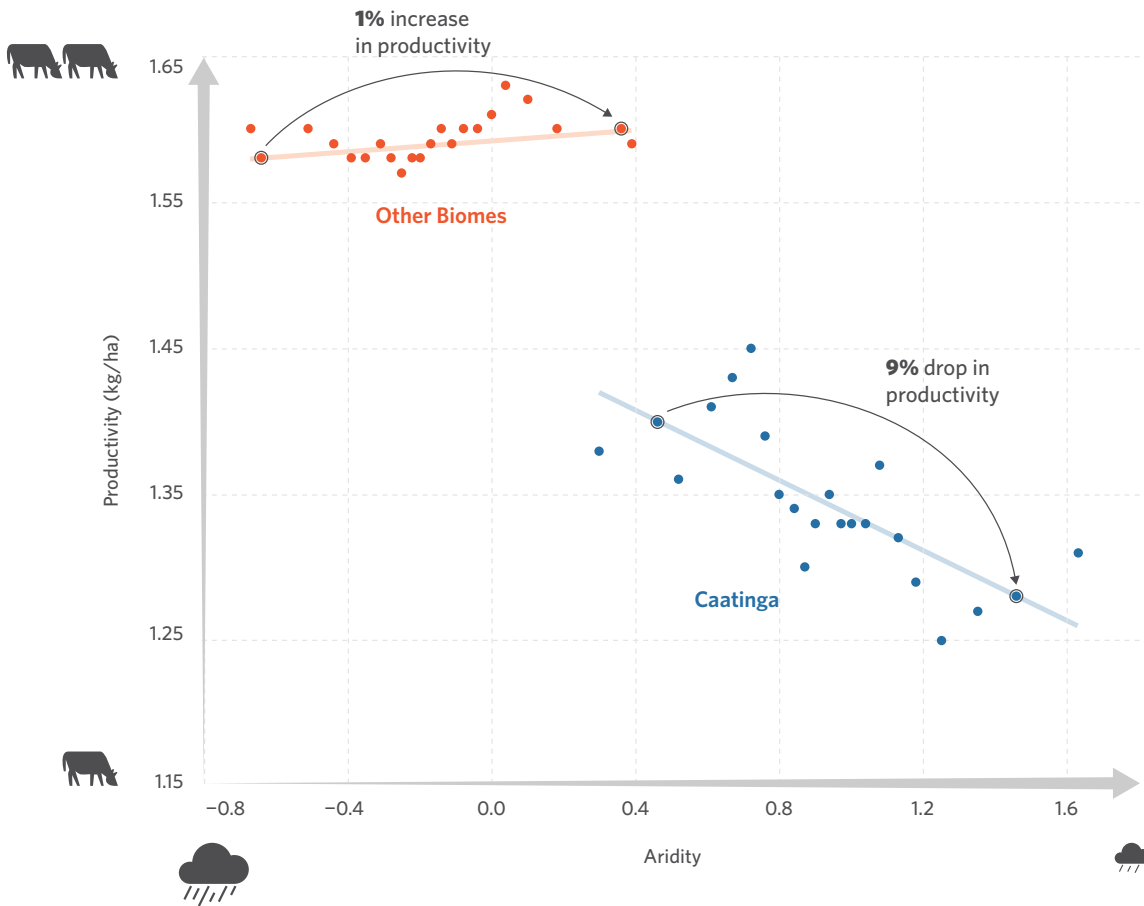 1% increase
in productivity
1.65
1.55
Other Biomes
1.45
9% drop in
productivity
Productivity (kg/ha)
1.35
Caatinga
1.25
1.15
−0.8
−0.4
0.0
0.4
0.8
1.2
1.6
Aridity